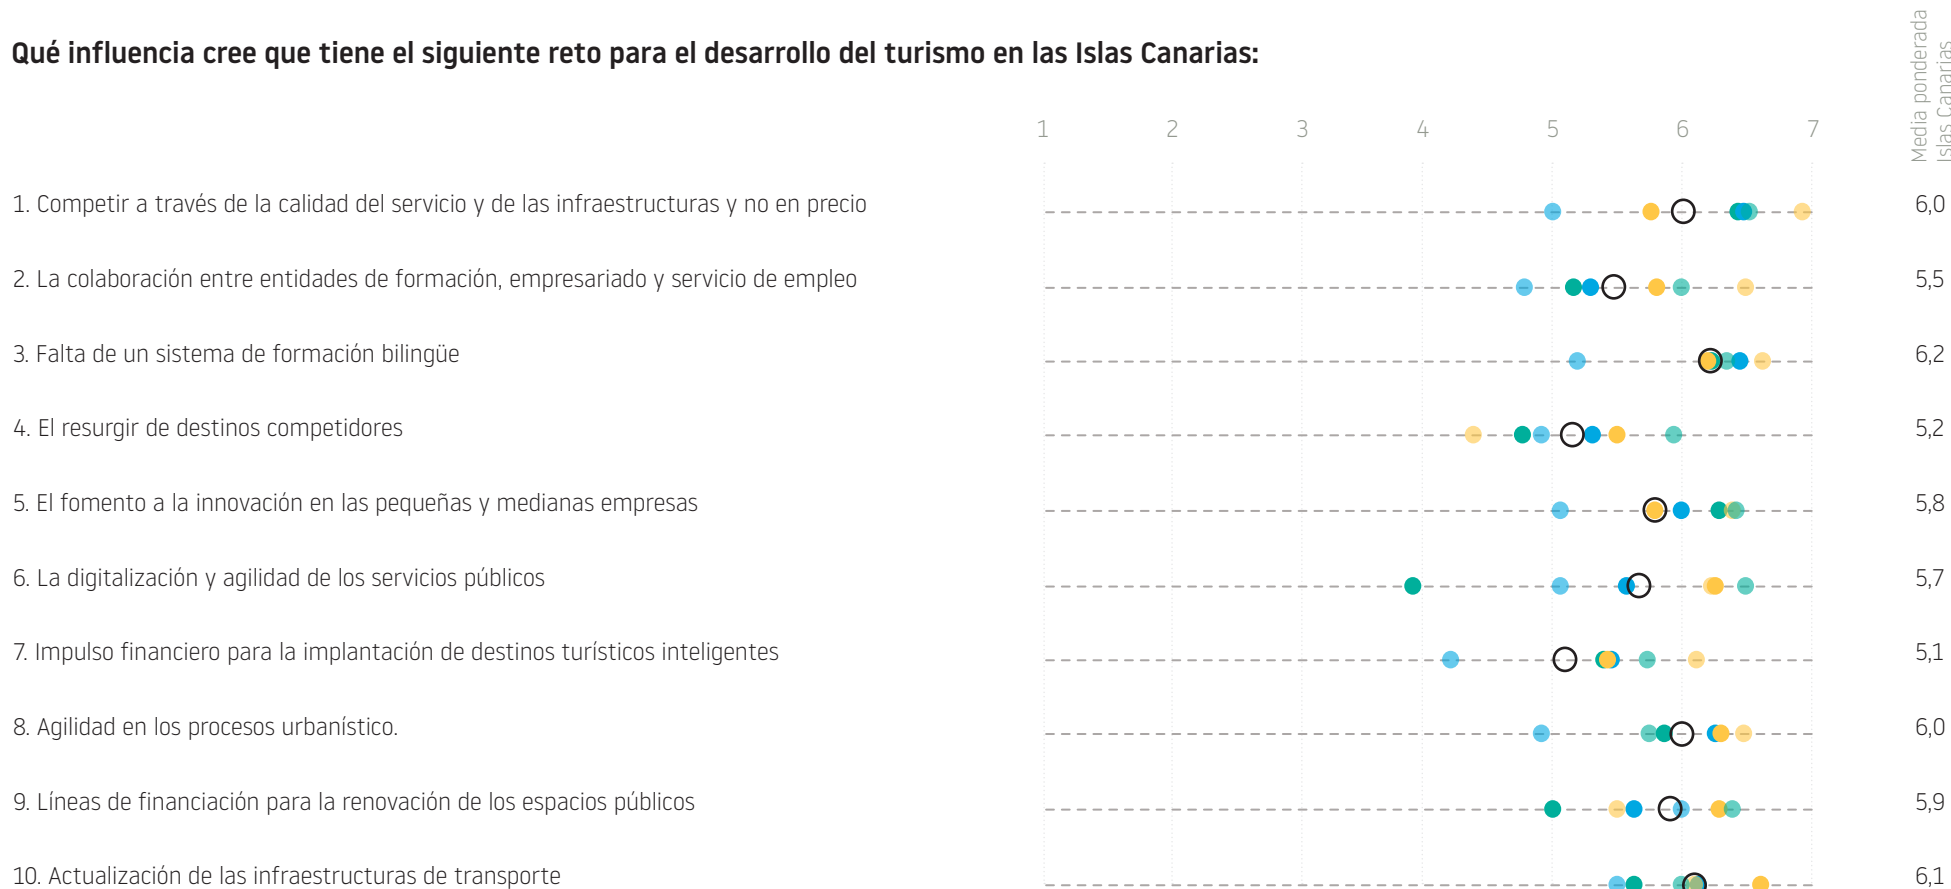 Qué influencia cree que tiene el siguiente reto para el desarrollo del turismo en las Islas Canarias:
Media ponderada
Islas Canarias
1 2 3 4 5 6 7
1. Competir a través de la calidad del servicio y de las infraestructuras y no en precio 6,0
2. La colaboración entre entidades de formación, empresariado y servicio de empleo 5,5
3. Falta de un sistema de formación bilingüe 6,2
4. El resurgir de destinos competidores 5,2
5. El fomento a la innovación en las pequeñas y medianas empresas 5,8
6. La digitalización y agilidad de los servicios públicos 5,7
7. Impulso financiero para la implantación de destinos turísticos inteligentes 5,1
8. Agilidad en los procesos urbanístico. 6,0
9. Líneas de financiación para la renovación de los espacios públicos 5,9
10. Actualización de las infraestructuras de transporte 6,1